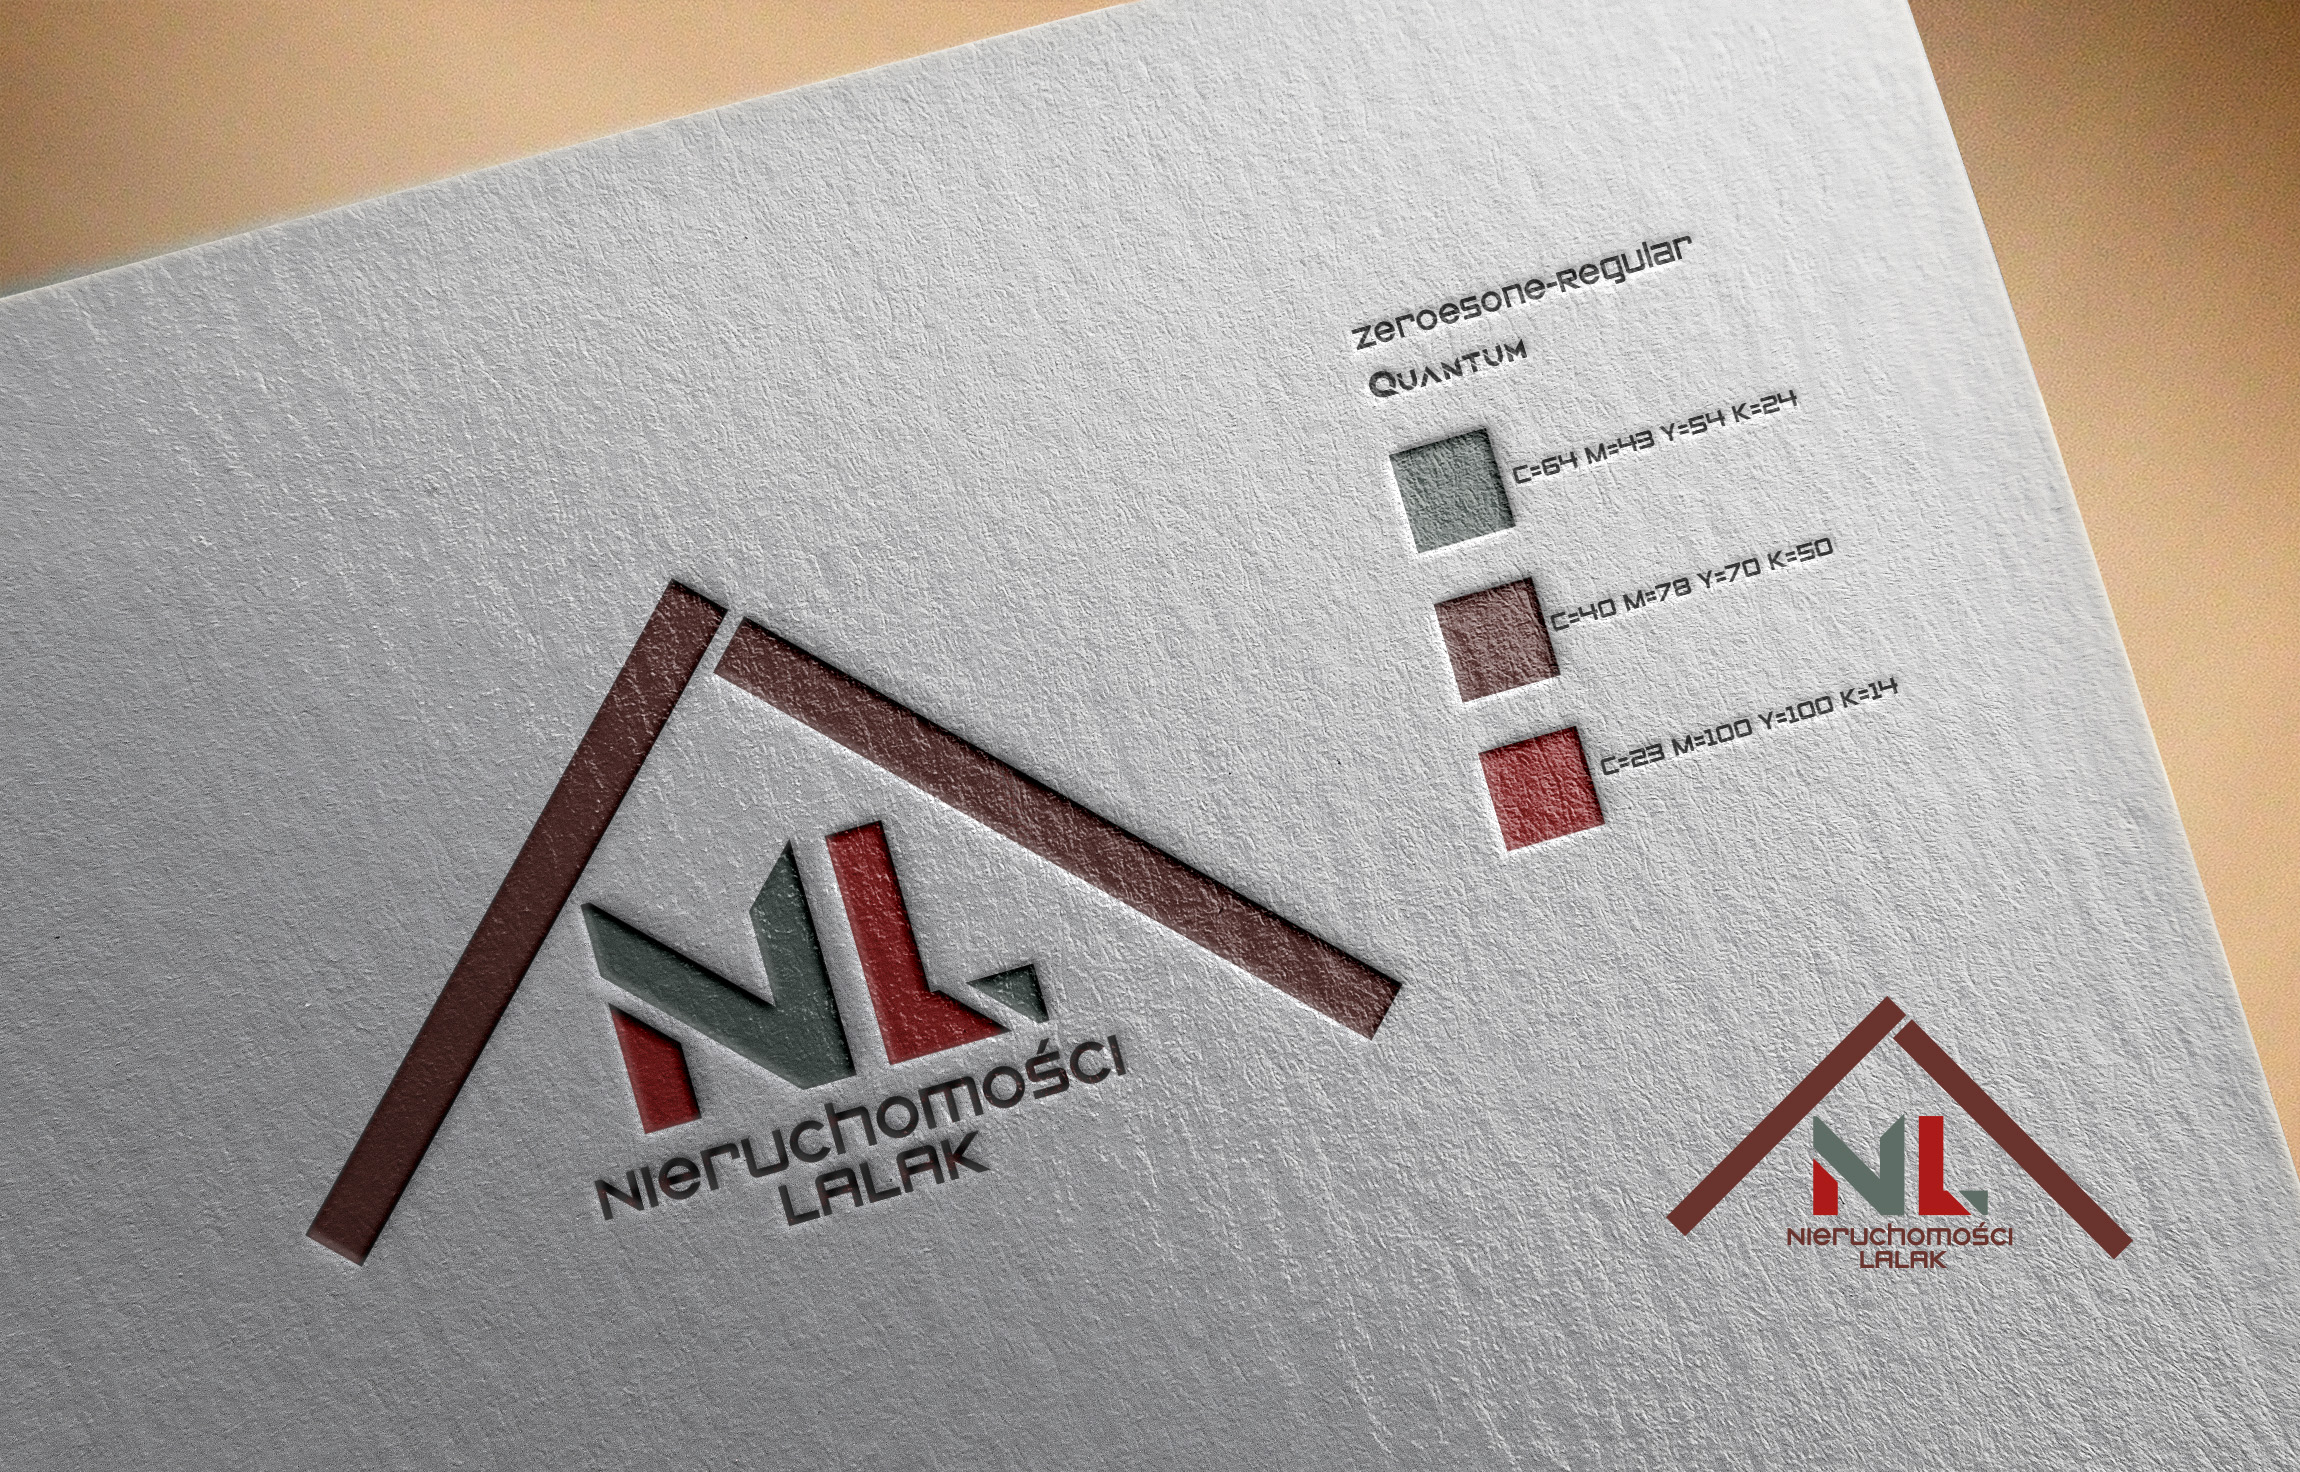 zeroesone-Regular
QUANTUM
C=64 M=43 Y=54 K=24
C=40 M=78 Y=70 K=50
C=23 M=100 Y=100 K=14
NL
Nieruchomości
LALAK
NL
Nieruchomości
LALAK